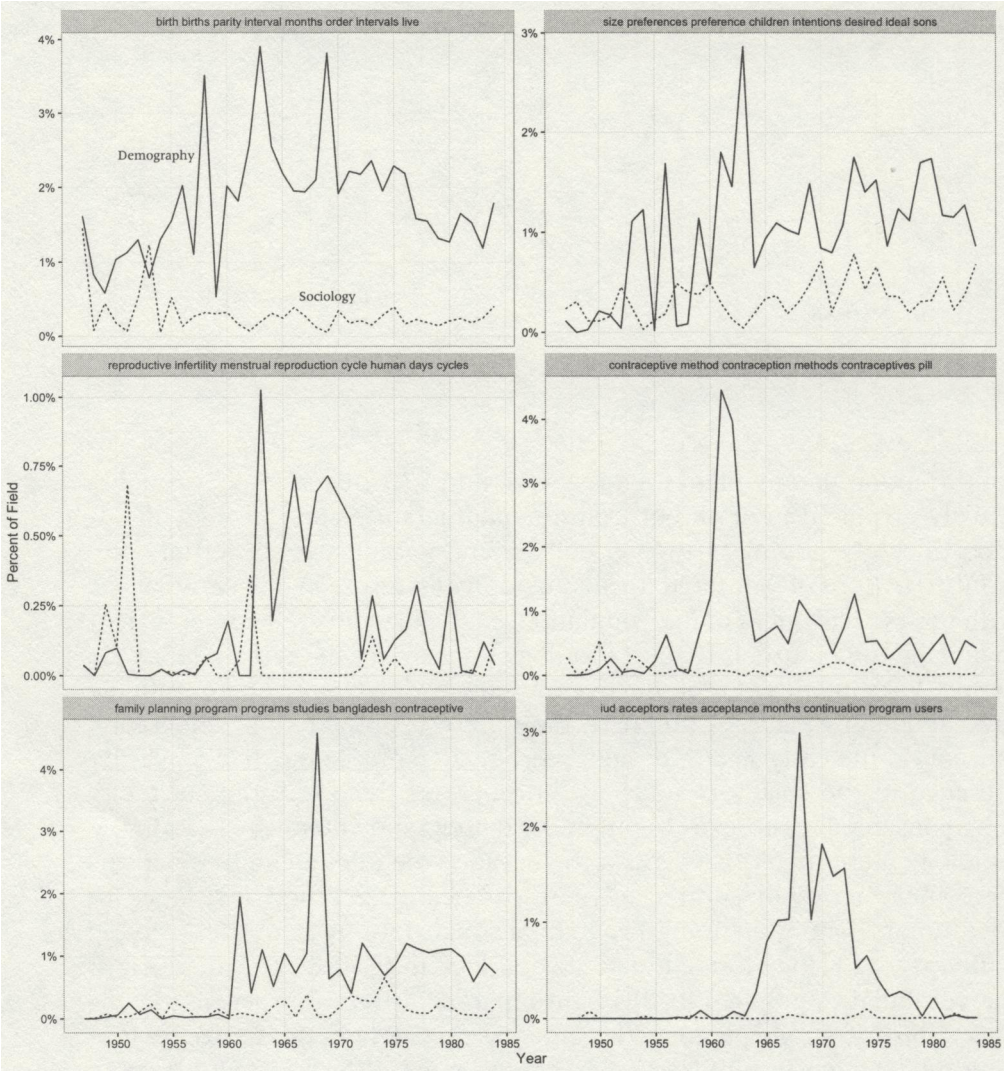 birth births parity interval months order intervals live
size preferences preference children intentions desired ideal sons
4%
3%
2%
1%
0%
Demography
Sociology
3%
2%
1%
0%
reproductive infertility menstrual reproduction cycle human days cycles
contraceptive method contraception methods contraceptives pill
Percent of Field
1.00%
0.75%
0.50%
0.25%
0.00%
4%
3%
2%
1%
0%
family planning program programs studies bangladesh contraceptive
iud acceptors rates acceptance months continuation program users
4%
3%
2%
1%
0%
3%
2%
1%
0%
1950 1955 1960 1965 1970 1975 1980 1985
1950 1955 1960 1965 1970 1975 1980 1985
Year